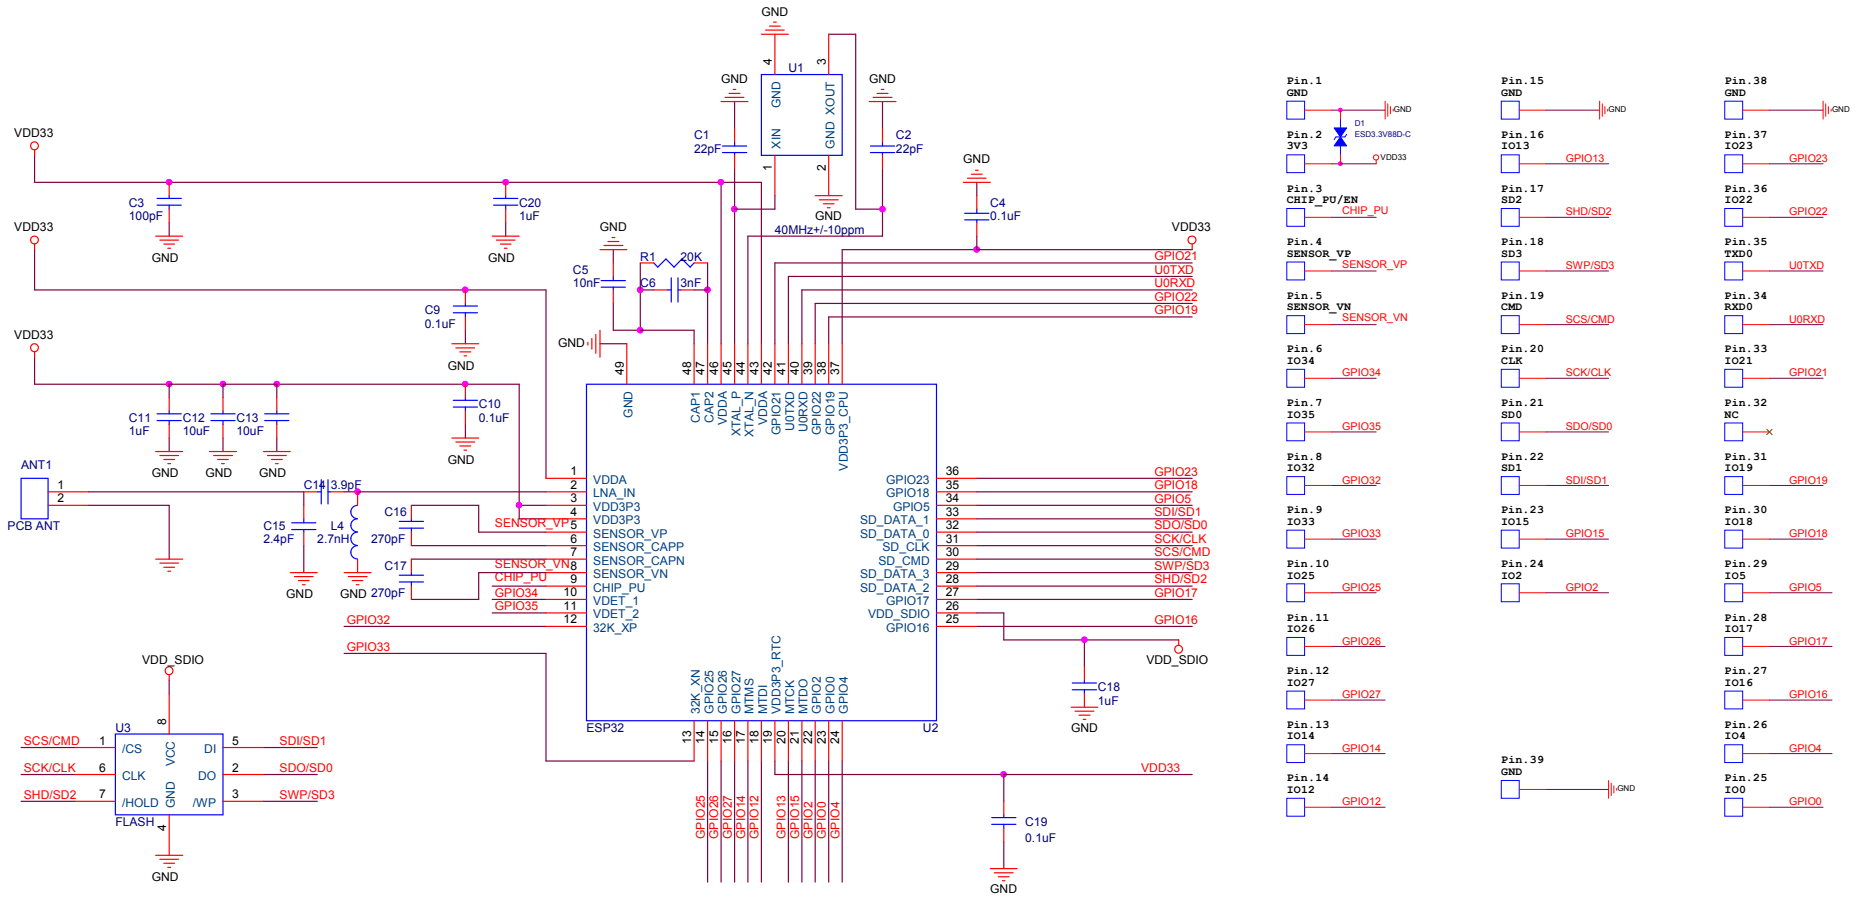 GND
4
3
U1
GND
GND
GND
XOUT
C1
22pF
XIN
GND
C2
22pF
1
2
GND
40MHz+/-10ppm
VDD33
C3
100pF
GND
C20
1uF
GND
GND
C4
0.1uF
VDD33
GND
R1
20K
C5
10nF
C6
3nF
GPIO21
U0TXD
U0RXD
GPIO22
GPIO19
VDD33
C9
0.1uF
GND
VDD33
GND
C11
1uF
GND
C12
10uF
GND
C13
10uF
GND
C10
0.1uF
GND
49
48
47
46
45
44
43
42
41
40
39
38
37
GND
CAP1
CAP2
VDDA
XTAL_P
XTAL_N
VDDA
GPIO21
U0TXD
U0RXD
GPIO22
GPIO19
VDD3P3_CPU
ANT1
1
2
PCB ANT
C14
3.9pF
C15
2.4pF
GND
L4
2.7nH
GND
C16
270pF
C17
270pF
SENSOR_VP
SENSOR_VN
CHIP_PU
GPIO34
GPIO35
GPIO32
GPIO33
1 VDDA
2 LNA_IN
3 VDD3P3
4 VDD3P3
5 SENSOR_VP
6 SENSOR_CAPP
7 SENSOR_CAPN
8 SENSOR_VN
9 CHIP_PU
10 VDET_1
11 VDET_2
12 32K_XP
GPIO23 36 GPIO23
GPIO18 35 GPIO18
GPIO5 34 GPIO5
SD_DATA_1 33 SDI/SD1
SD_DATA_0 32 SDO/SD0
SD_CLK 31 SCK/CLK
SD_CMD 30 SCS/CMD
SD_DATA_3 29 SWP/SD3
SD_DATA_2 28 SHD/SD2
GPIO17 27 GPIO17
VDD_SDIO 26
GPIO16 25 GPIO16
VDD_SDIO
C18
1uF
GND
32K_XN
GPIO25
GPIO26
GPIO27
MTMS
MTDI
VDD3P3_RTC
MTCK
MTDO
GPIO2
GPIO0
GPIO4
ESP32
U2
13
14
15
16
17
18
19
20
21
22
23
24
GPIO25
GPIO26
GPIO27
GPIO14
GPIO12
GPIO13
GPIO15
GPIO2
GPIO0
GPIO4
VDD33
C19
0.1uF
GND
VDD_SDIO
8
U3
SCS/CMD 1 /CS
SCK/CLK 6 CLK
SHD/SD2 7 /HOLD
VCC
GND
DI 5 SDI/SD1
DO 2 SDO/SD0
/WP 3 SWP/SD3
FLASH
4
GND
Pin.1
GND
GND
D1
ESD3.3V88D-C
Pin.2
3V3
VDD33
Pin.3
CHIP_PU/EN
CHIP_PU
Pin.4
SENSOR_VP
SENSOR_VP
Pin.5
SENSOR_VN
SENSOR_VN
Pin.6
IO34
GPIO34
Pin.7
IO35
GPIO35
Pin.8
IO32
GPIO32
Pin.9
IO33
GPIO33
Pin.10
IO25
GPIO25
Pin.11
IO26
GPIO26
Pin.12
IO27
GPIO27
Pin.13
IO14
GPIO14
Pin.14
IO12
GPIO12
Pin.15
GND
GND
Pin.16
IO13
GPIO13
Pin.17
SD2
SHD/SD2
Pin.18
SD3
SWP/SD3
Pin.19
CMD
SCS/CMD
Pin.20
CLK
SCK/CLK
Pin.21
SD0
SDO/SD0
Pin.22
SD1
SDI/SD1
Pin.23
IO15
GPIO15
Pin.24
IO2
GPIO2
Pin.39
GND
GND
Pin.38
GND
GND
Pin.37
IO23
GPIO23
Pin.36
IO22
GPIO22
Pin.35
TXD0
U0TXD
Pin.34
RXD0
U0RXD
Pin.33
IO21
GPIO21
Pin.32
NC
Pin.31
IO19
GPIO19
Pin.30
IO18
GPIO18
Pin.29
IO5
GPIO5
Pin.28
IO17
GPIO17
Pin.27
IO16
GPIO16
Pin.26
IO4
GPIO4
Pin.25
IO0
GPIO0